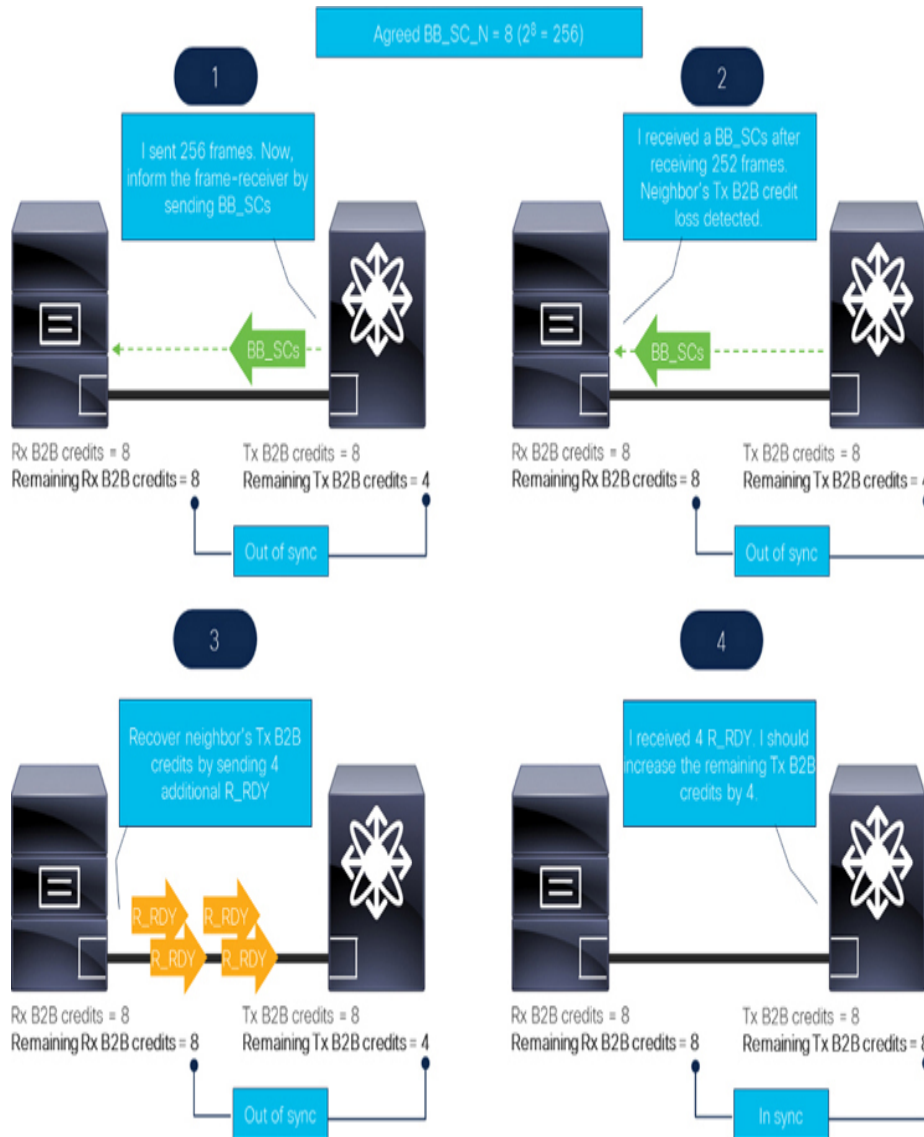 Agreed BB_SC_N = 8 (2⁸ = 256)
1
I sent 256 frames. Now,
inform the frame-receiver by
sending BB_SCs
BB_SCs
Rx B2B credits = 8
Remaining Rx B2B credits = 8
Tx B2B credits = 8
Remaining Tx B2B credits = 4
Out of sync
2
I received a BB_SCs after
receiving 252 frames.
Neighbor's Tx B2B credit
loss detected.
BB_SCs
Rx B2B credits = 8
Remaining Rx B2B credits = 8
Tx B2B credits = 8
Remaining Tx B2B credits = 4
Out of sync
3
Recover neighbor's Tx B2B
credits by sending 4
additional R_RDY
R_RDY
R_RDY
R_RDY
R_RDY
Rx B2B credits = 8
Remaining Rx B2B credits = 8
Tx B2B credits = 8
Remaining Tx B2B credits = 4
Out of sync
4
I received 4 R_RDY. I should
increase the remaining Tx B2B
credits by 4.
Rx B2B credits = 8
Remaining Rx B2B credits = 8
Tx B2B credits = 8
Remaining Tx B2B credits = 8
In sync